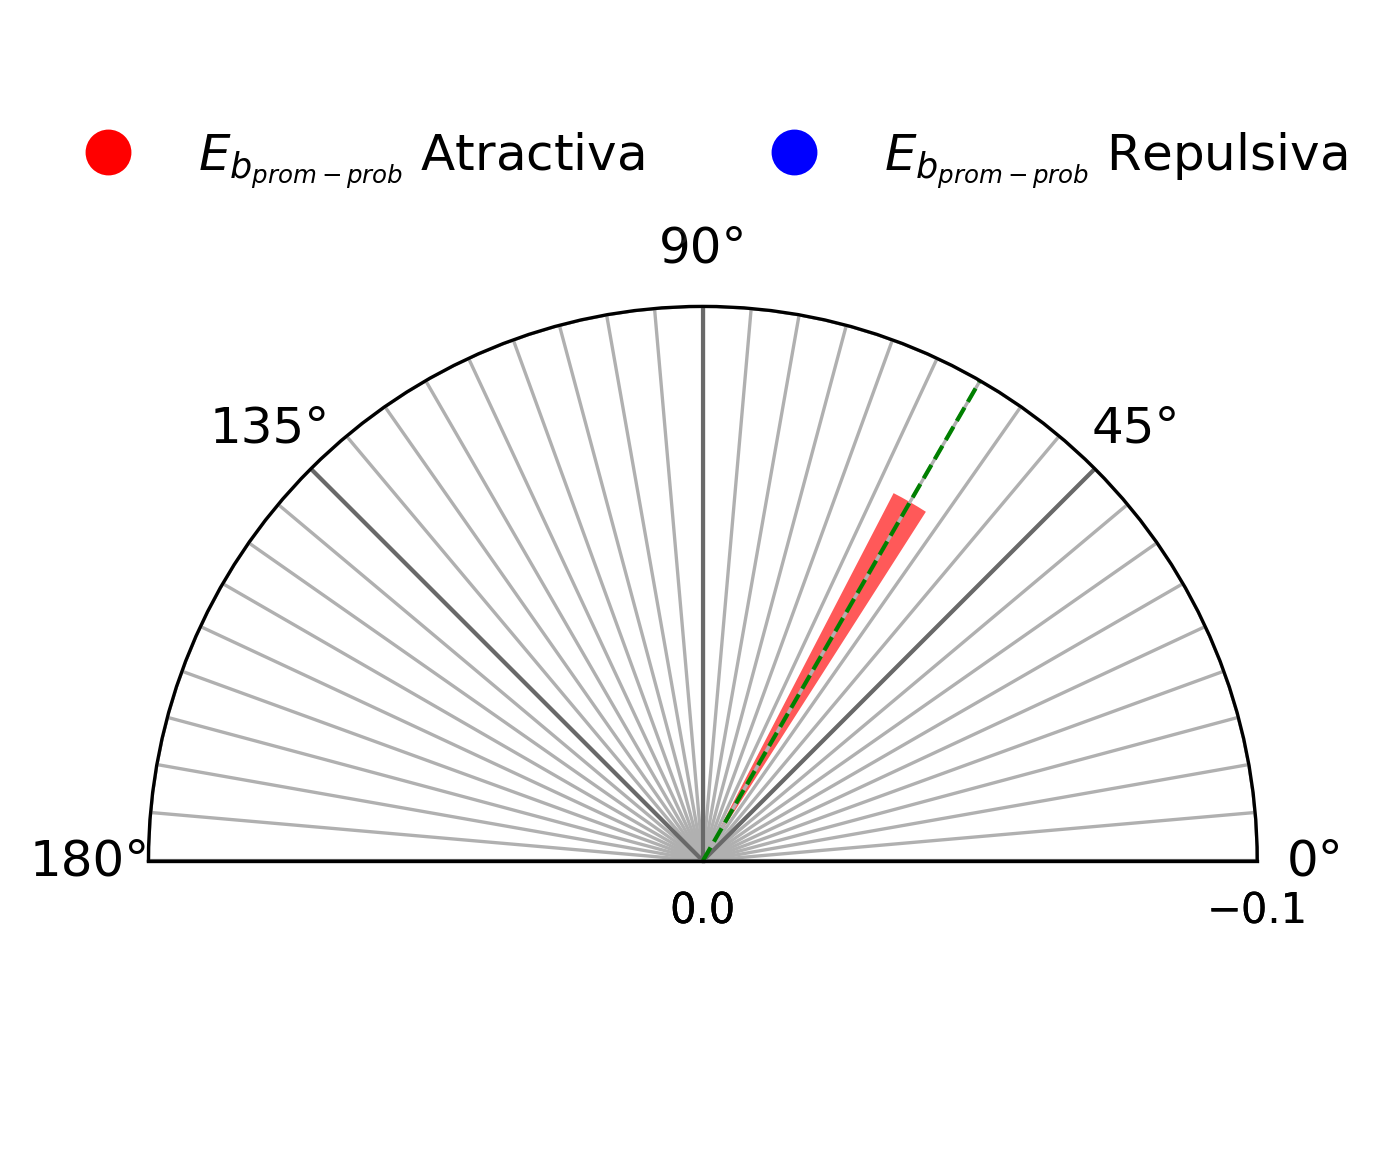 E_{b_{prom-prob}} Atractiva E_{b_{prom-prob}} Repulsiva
90°
135° 45°
180° 0°
0.0 −0.1